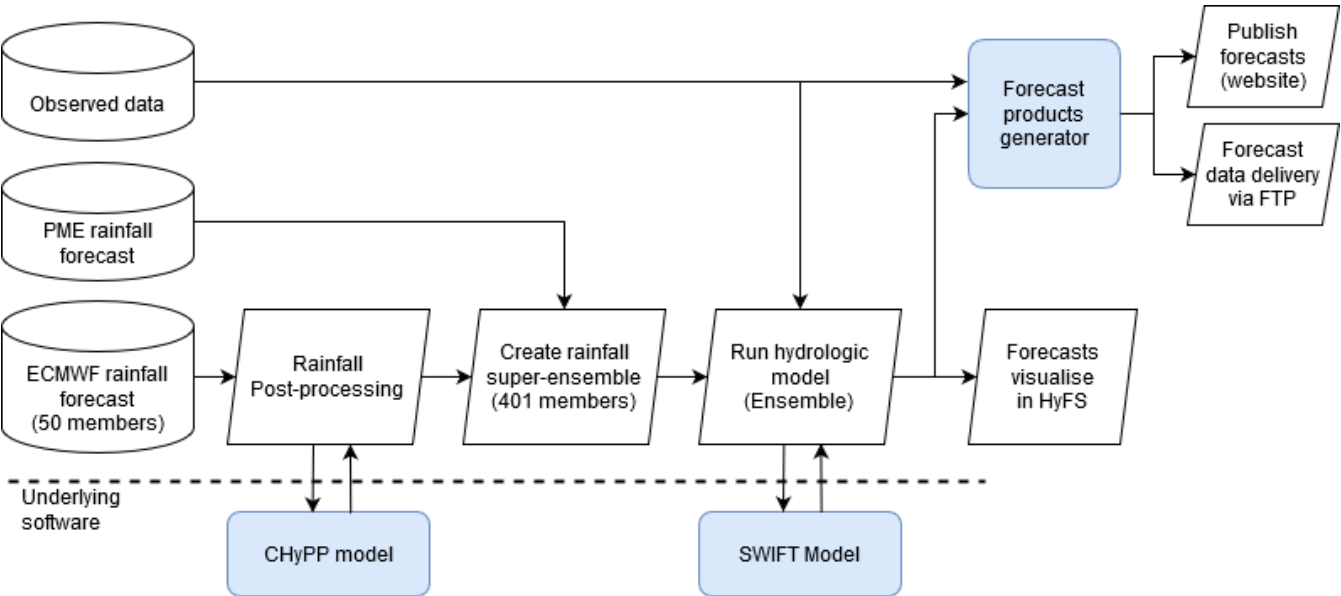 Observed data
PME rainfall
forecast
ECMWF rainfall
forecast
(50 members)
Rainfall
Post-processing
Create rainfall
super-ensemble
(401 members)
Run hydrologic
model
(Ensemble)
Forecasts
visualise
in HyFS
Forecast
products
generator
Publish
forecasts
(website)
Forecast
data delivery
via FTP
Underlying
software
CHyPP model
SWIFT Model